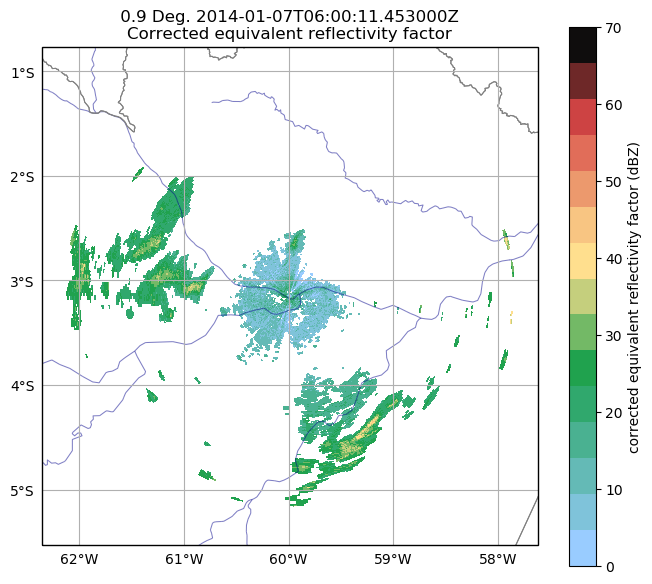 0.9 Deg. 2014-01-07T06:00:11.453000Z
Corrected equivalent reflectivity factor
1°S
2°S
3°S
4°S
5°S
62°W
61°W
60°W
59°W
58°W
70
60
50
40
30
20
10
0
corrected equivalent reflectivity factor (dBZ)